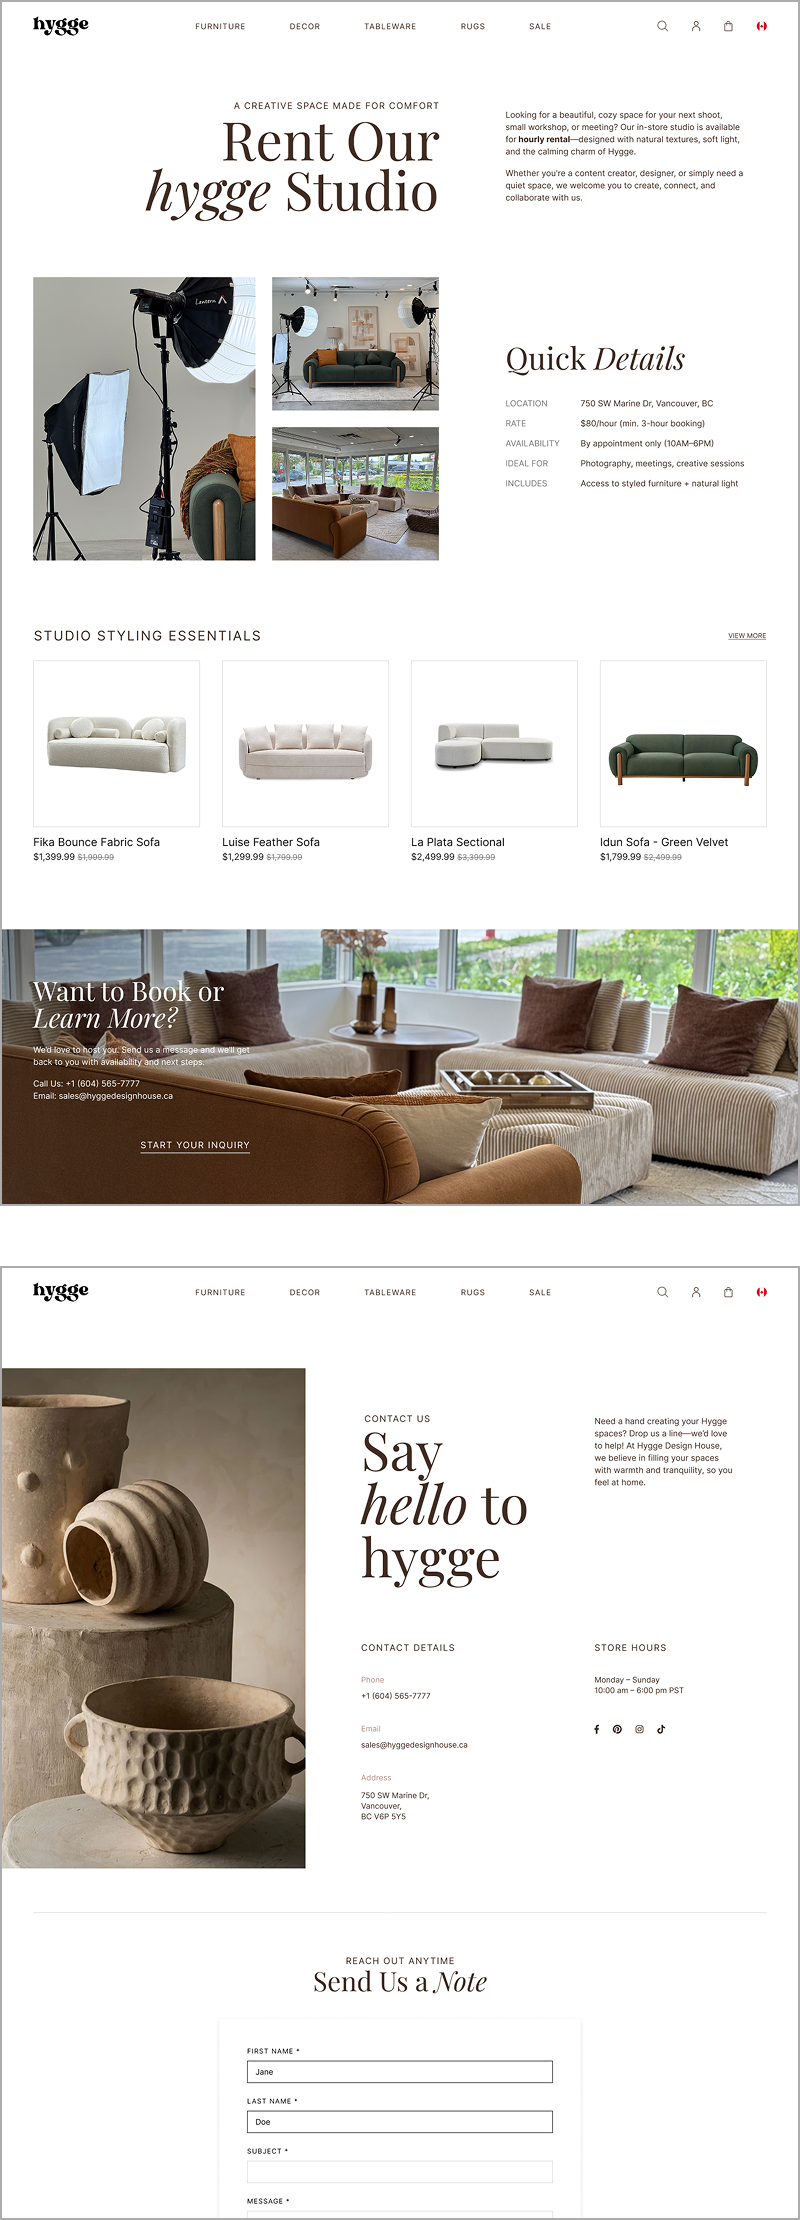 hygge
FURNITURE
DECOR
TABLEWARE
RUGS
SALE
A CREATIVE SPACE MADE FOR COMFORT
Rent Our
hygge Studio
Looking for a beautiful, cozy space for your next shoot,
small workshop, or meeting? Our in-store studio is available
for hourly rental—designed with natural textures, soft light,
and the calming charm of Hygge.
Whether you're a content creator, designer, or simply need a
quiet space, we welcome you to create, connect, and
collaborate with us.
Lantern
Quick Details
LOCATION 750 SW Marine Dr, Vancouver, BC
RATE $80/hour (min. 3-hour booking)
AVAILABILITY By appointment only (10AM–6PM)
IDEAL FOR Photography, meetings, creative sessions
INCLUDES Access to styled furniture + natural light
STUDIO STYLING ESSENTIALS
VIEW MORE
Fika Bounce Fabric Sofa
$1,399.99 $1,999.99
Luise Feather Sofa
$1,299.99 $1,799.99
La Plata Sectional
$2,499.99 $3,399.99
Idun Sofa - Green Velvet
$1,799.99 $2,499.99
Want to Book or
Learn More?
We'd love to host you. Send us a message and we'll get
back to you with availability and next steps.
Call Us: +1 (604) 565-7777
Email: sales@hyggedesignhouse.ca
START YOUR INQUIRY
hygge
FURNITURE
DECOR
TABLEWARE
RUGS
SALE
CONTACT US
Say
hello to
hygge
Need a hand creating your Hygge
spaces? Drop us a line—we'd love
to help! At Hygge Design House,
we believe in filling your spaces
with warmth and tranquility, so you
feel at home.
CONTACT DETAILS
Phone
+1 (604) 565-7777
Email
sales@hyggedesignhouse.ca
Address
750 SW Marine Dr,
Vancouver,
BC V6P 5Y5
STORE HOURS
Monday – Sunday
10:00 am – 6:00 pm PST
REACH OUT ANYTIME
Send Us a Note
FIRST NAME *
Jane
LAST NAME *
Doe
SUBJECT *
MESSAGE *